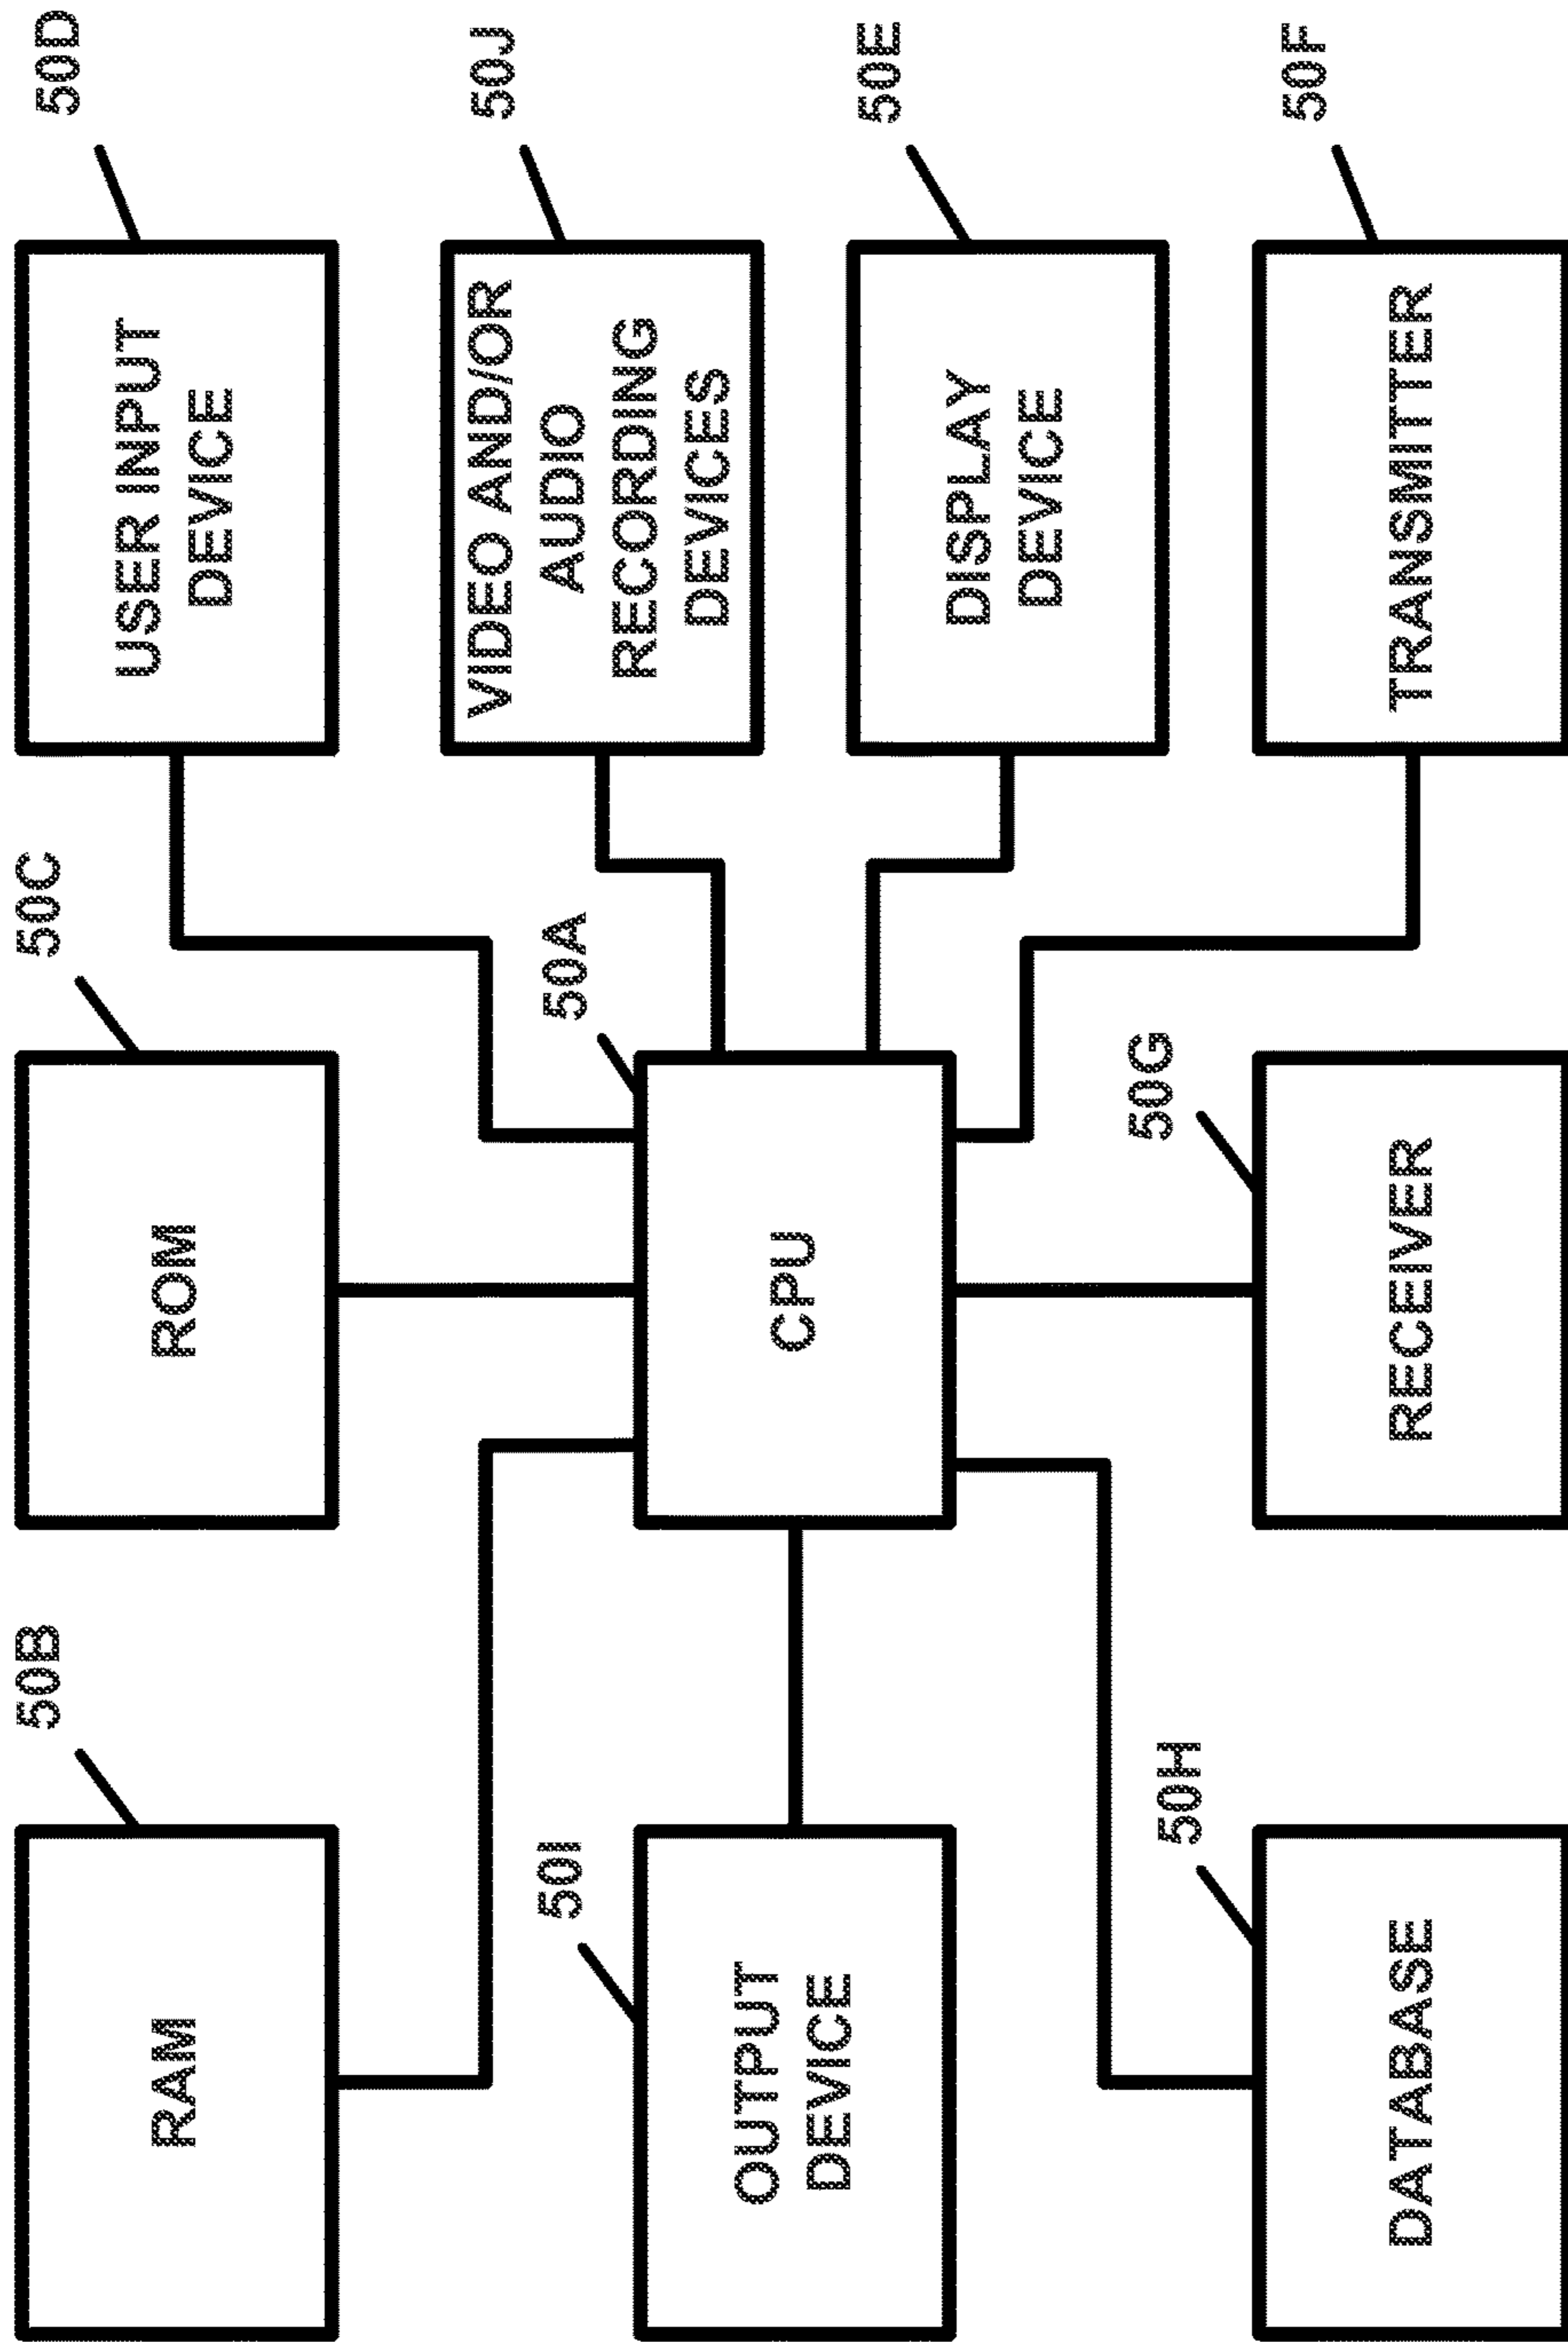 50B
RAM
50C
ROM
50D
USER INPUT
DEVICE
50I
OUTPUT
DEVICE
50A
CPU
50J
VIDEO AND/OR
AUDIO
RECORDING
DEVICES
50E
DISPLAY
DEVICE
50H
DATABASE
50G
RECEIVER
50F
TRANSMITTER